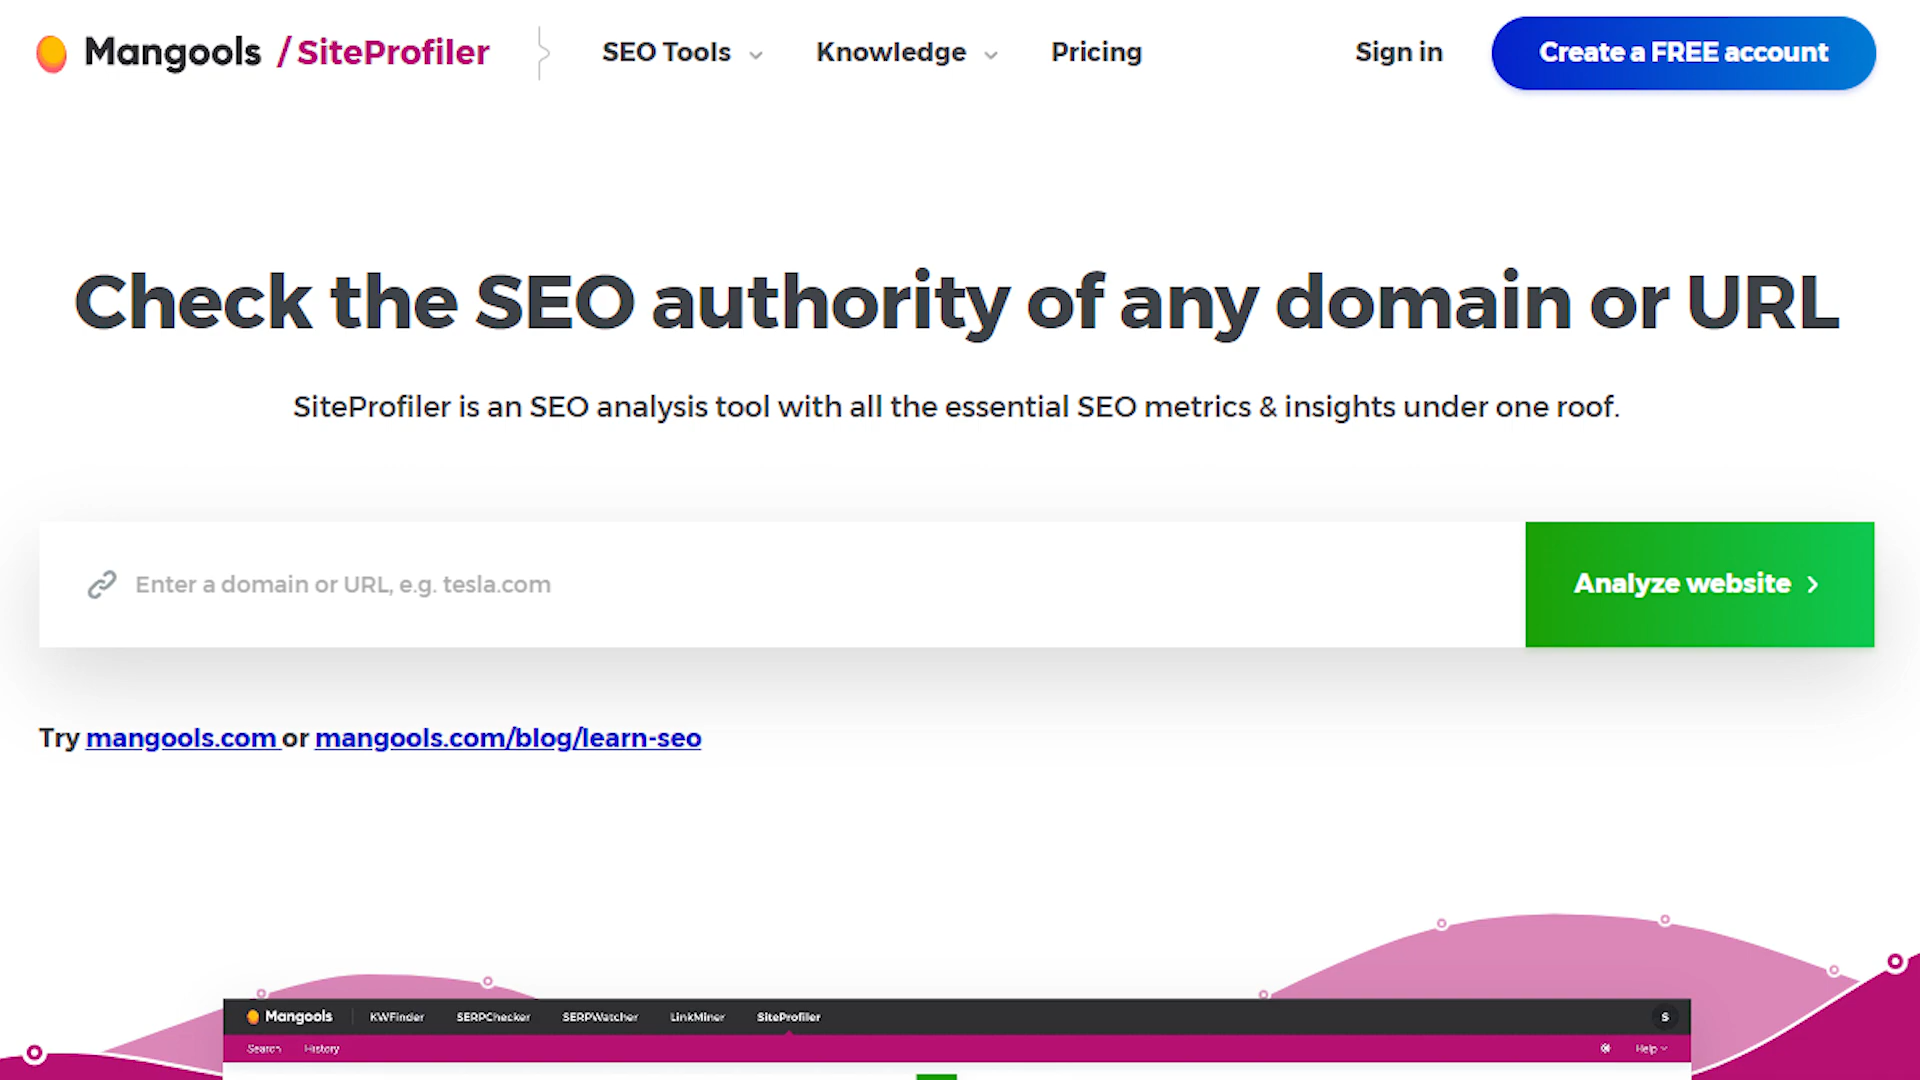 Mangools / SiteProfiler SEO Tools Knowledge Pricing Sign in Create a FREE account
Check the SEO authority of any domain or URL
SiteProfiler is an SEO analysis tool with all the essential SEO metrics & insights under one roof.
Enter a domain or URL, e.g. tesla.com Analyze website
Try mangools.com or mangools.com/blog/learn-seo
Mangools KWFinder SERPChecker SERPWatcher LinkMiner SiteProfiler S
Search History Help